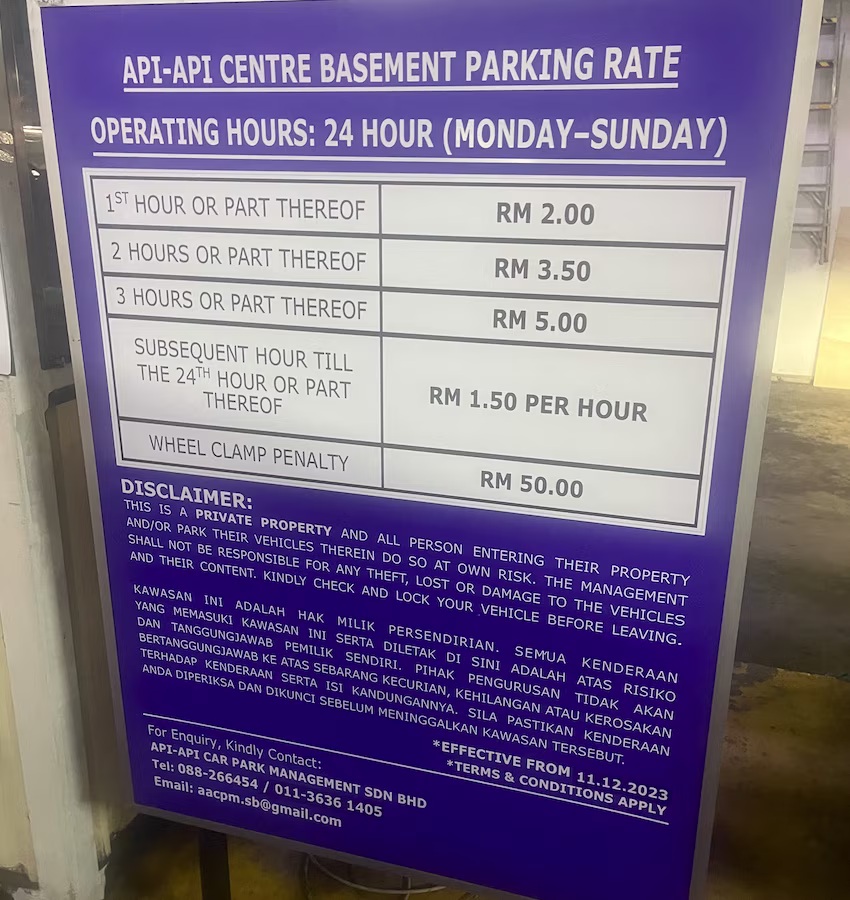 API-API CENTRE BASEMENT PARKING RATE
OPERATING HOURS: 24 HOUR (MONDAY–SUNDAY)
1ST HOUR OR PART THEREOF
RM 2.00
2 HOURS OR PART THEREOF
RM 3.50
3 HOURS OR PART THEREOF
RM 5.00
SUBSEQUENT HOUR TILL
THE 24TH HOUR OR PART
THEREOF
RM 1.50 PER HOUR
WHEEL CLAMP PENALTY
RM 50.00
DISCLAIMER:
THIS IS A PRIVATE PROPERTY AND ALL PERSON ENTERING THEIR PROPERTY
AND/OR PARK THEIR VEHICLES THEREIN DO SO AT OWN RISK. THE MANAGEMENT
SHALL NOT BE RESPONSIBLE FOR ANY THEFT, LOST OR DAMAGE TO THE VEHICLES
AND THEIR CONTENT. KINDLY CHECK AND LOCK YOUR VEHICLE BEFORE LEAVING.
KAWASAN INI ADALAH HAK MILIK PERSENDIRIAN. SEMUA KENDERAAN
YANG MEMASUKI KAWASAN INI SERTA DILETAK DI SINI ADALAH ATAS RISIKO
DAN TANGGUNGJAWAB PEMILIK SENDIRI. PIHAK PENGURUSAN TIDAK AKAN
BERTANGGUNGJAWAB KE ATAS SEBARANG KECURIAN, KEHILANGAN ATAU KEROSAKAN
TERHADAP KENDERAAN SERTA ISI KANDUNGANNYA. SILA PASTIKAN KENDERAAN
ANDA DIPERIKSA DAN DIKUNCI SEBELUM MENINGGALKAN KAWASAN TERSEBUT.
*EFFECTIVE FROM 11.12.2023
*TERMS & CONDITIONS APPLY
For Enquiry, Kindly Contact:
API-API CAR PARK MANAGEMENT SDN BHD
Tel: 088-266454 / 011-3636 1405
Email: aacpm.sb@gmail.com